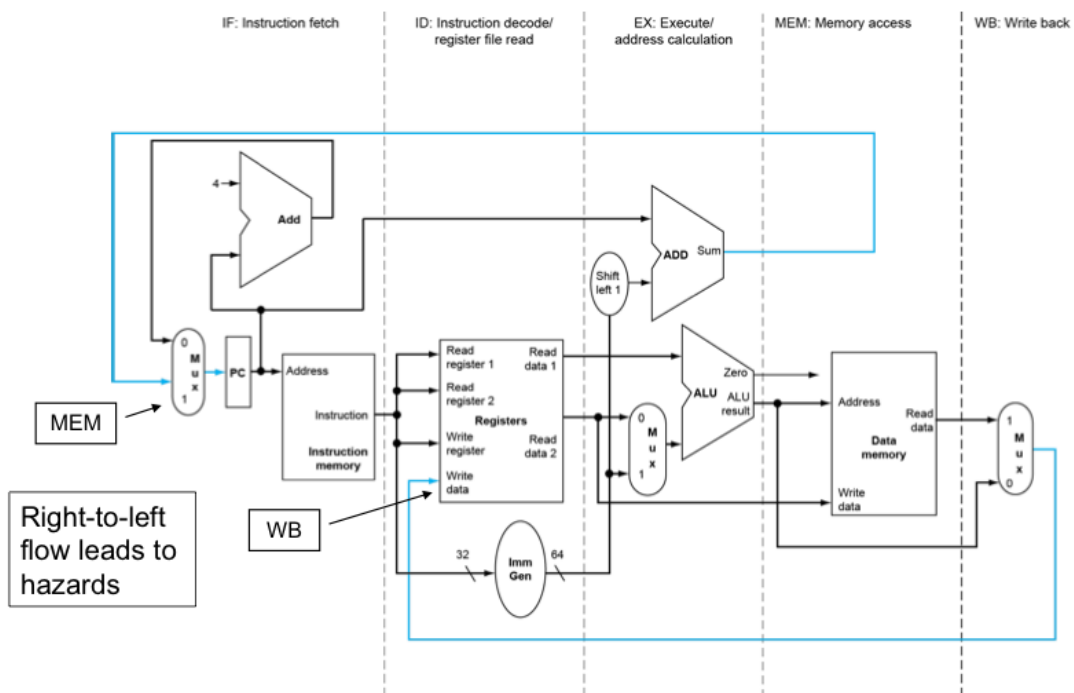 IF: Instruction fetch
ID: Instruction decode/
register file read
EX: Execute/
address calculation
MEM: Memory access
WB: Write back
4
Add
ADD
Sum
Shift
left 1
0
M
u
x
1
PC
Address
Instruction
Instruction
memory
Read
register 1
Read
register 2
Write
register
Write
data
Registers
Read
data 1
Read
data 2
0
M
u
x
1
Zero
ALU
ALU
result
Address
Read
data
Data
memory
Write
data
1
M
u
x
0
MEM
WB
Right-to-left
flow leads to
hazards
32
Imm
Gen
64